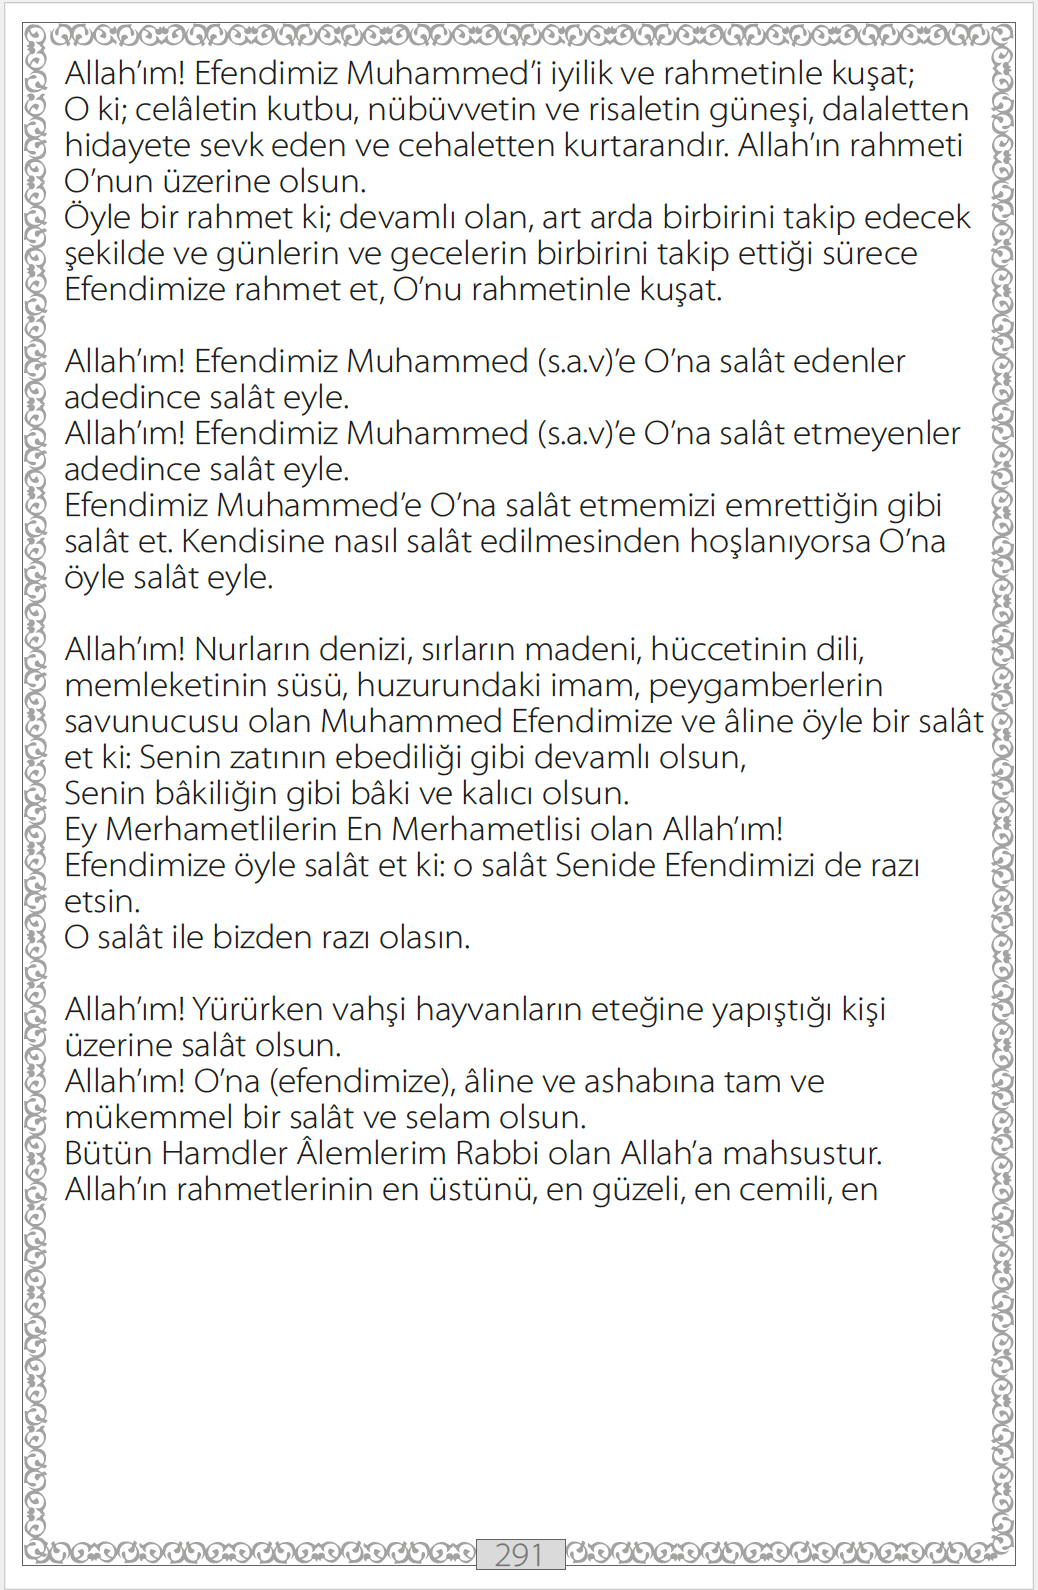 Allah’ım! Efendimiz Muhammed’i iyilik ve rahmetinle kuşat;
O ki; celâletin kutbu, nübüvvetin ve risaletin güneşi, dalaletten
hidayete sevk eden ve cehaletten kurtarandır. Allah’ın rahmeti
O’nun üzerine olsun.
Öyle bir rahmet ki; devamlı olan, art arda birbirini takip edecek
şekilde ve günlerin ve gecelerin birbirini takip ettiği sürece
Efendimize rahmet et, O’nu rahmetinle kuşat.

Allah’ım! Efendimiz Muhammed (s.a.v)’e O’na salât edenler
adedince salât eyle.
Allah’ım! Efendimiz Muhammed (s.a.v)’e O’na salât etmeyenler
adedince salât eyle.
Efendimiz Muhammed’e O’na salât etmemizi emrettiğin gibi
salât et. Kendisine nasıl salât edilmesinden hoşlanıyorsa O’na
öyle salât eyle.

Allah’ım! Nurların denizi, sırların madeni, hüccetinin dili,
memleketinin süsü, huzurundaki imam, peygamberlerin
savunucusu olan Muhammed Efendimize ve âline öyle bir salât
et ki: Senin zatının ebediliği gibi devamlı olsun,
Senin bâkiliğin gibi bâki ve kalıcı olsun.
Ey Merhametlilerin En Merhametlisi olan Allah’ım!
Efendimize öyle salât et ki: o salât Senide Efendimizi de razı
etsin.
O salât ile bizden razı olasın.

Allah’ım! Yürürken vahşi hayvanların eteğine yapıştığı kişi
üzerine salât olsun.
Allah’ım! O’na (efendimize), âline ve ashabına tam ve
mükemmel bir salât ve selam olsun.
Bütün Hamdler Âlemlerim Rabbi olan Allah’a mahsustur.
Allah’ın rahmetlerinin en üstünü, en güzeli, en cemili, en
291